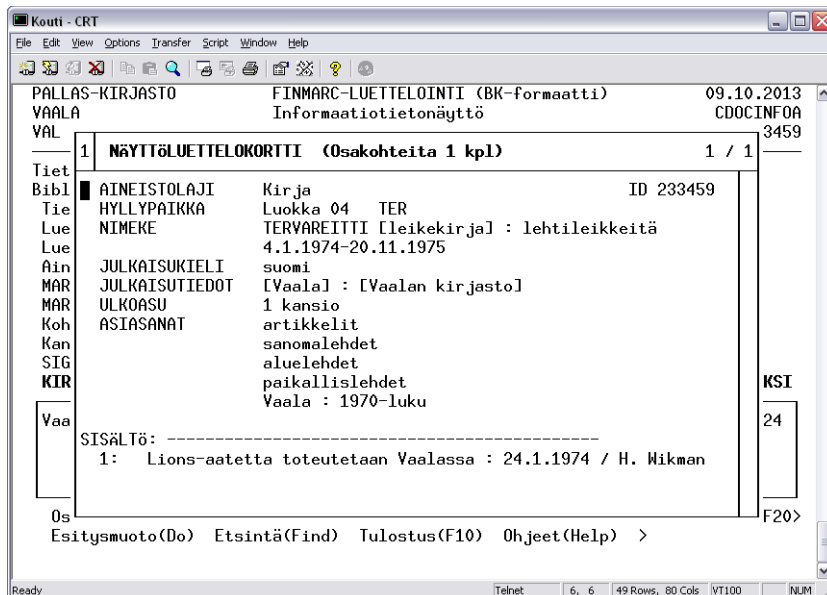 Kouti - CRT
File Edit View Options Transfer Script Window Help
PALLAS-KIRJASTO FINMARC-LUETTELOINTI (BK-formaatti) 09.10.2013
VAALA Informaatiotietonäyttö CDOCINFOA
VAL 3459
1 NäYTTöLUETTELOKORTTI (Osakohteita 1 kpl) 1 / 1
Tiet
Bibl AINEISTOLAJI Kirja ID 233459
Tie HYLLYPAIKKA Luokka 04 TER
Lue NIMEKE TERVAREITTI [leikekirja] : lehtileikkeitä
Lue 4.1.1974-20.11.1975
Ain JULKAISUKIELI suomi
MAR JULKAISUTIEDOT [Vaala] : [Vaalan kirjasto]
MAR ULKOASU 1 kansio
Koh ASIASANAT artikkelit
Kan sanomalehdet
SIG aluelehdet
KIR paikallislehdet KSI
Vaala : 1970-luku
Vaa 24
SISäLTö: ---------------------------------------------
1: Lions-aatetta toteutetaan Vaalassa : 24.1.1974 / H. Wikman
Os F20>
Esitysmuoto(Do) Etsintä(Find) Tulostus(F10) Ohjeet(Help) >
Ready Telnet 6, 6 49 Rows, 80 Cols VT100 NUM